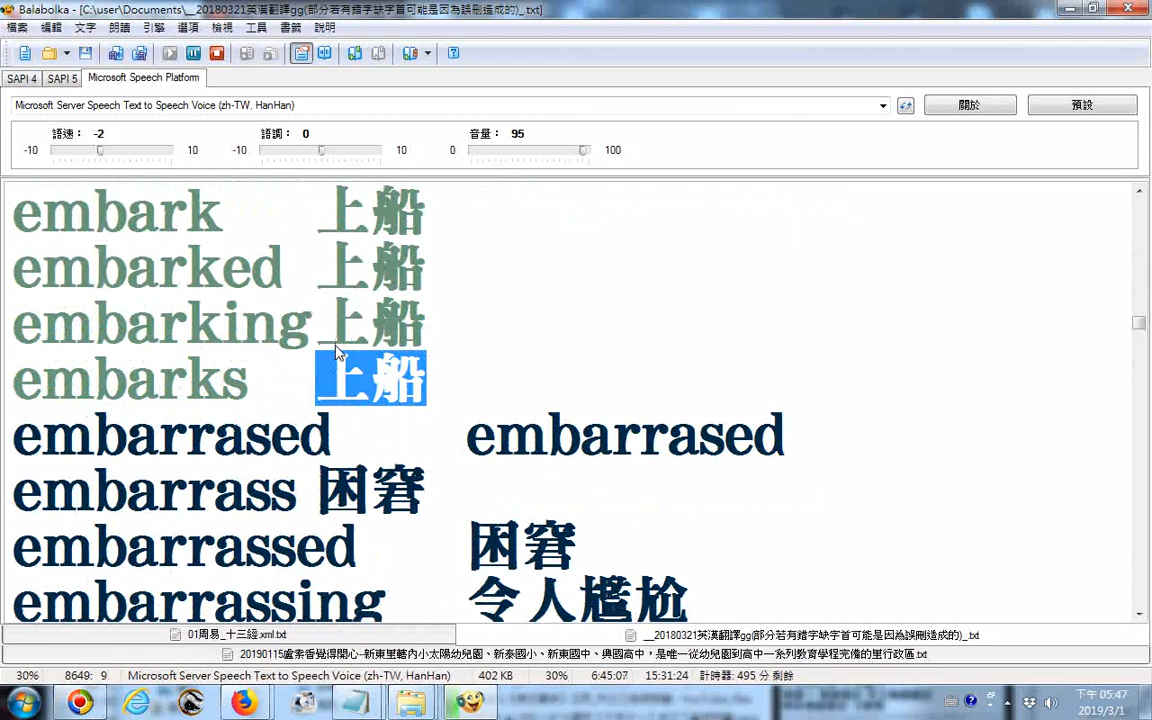 Balabolka - [C:\user\Documents\__20180321英漢翻譯gg(部分若有錯字缺字首可能是因為誤刪造成的)_.txt]
檔案 編輯 文字 朗讀 引擎 選項 檢視 工具 書籤 說明
SAPI 4 SAPI 5 Microsoft Speech Platform
Microsoft Server Speech Text to Speech Voice (zh-TW, HanHan) 關於 預設
語速： -2 語調： 0 音量： 95
-10 10 -10 10 0 100
embark 上船
embarked 上船
embarking 上船
embarks 上船
embarrased embarrased
embarrass 困窘
embarrassed 困窘
embarrassing 令人尷尬
01周易_十三經.xml.txt __20180321英漢翻譯gg(部分若有錯字缺字首可能是因為誤刪造成的)_.txt
20190115盧素香覺得開心-新東里轄內小太陽幼兒園、新泰國小、新東國中、興國高中，是唯一從幼兒園到高中一系列教育學程完備的里行政區.txt
30% 8649: 9 Microsoft Server Speech Text to Speech Voice (zh-TW, HanHan) 402 KB 30% 6:45:07 15:31:24 計時器: 495 分 剩餘
下午 05:47
2019/3/1